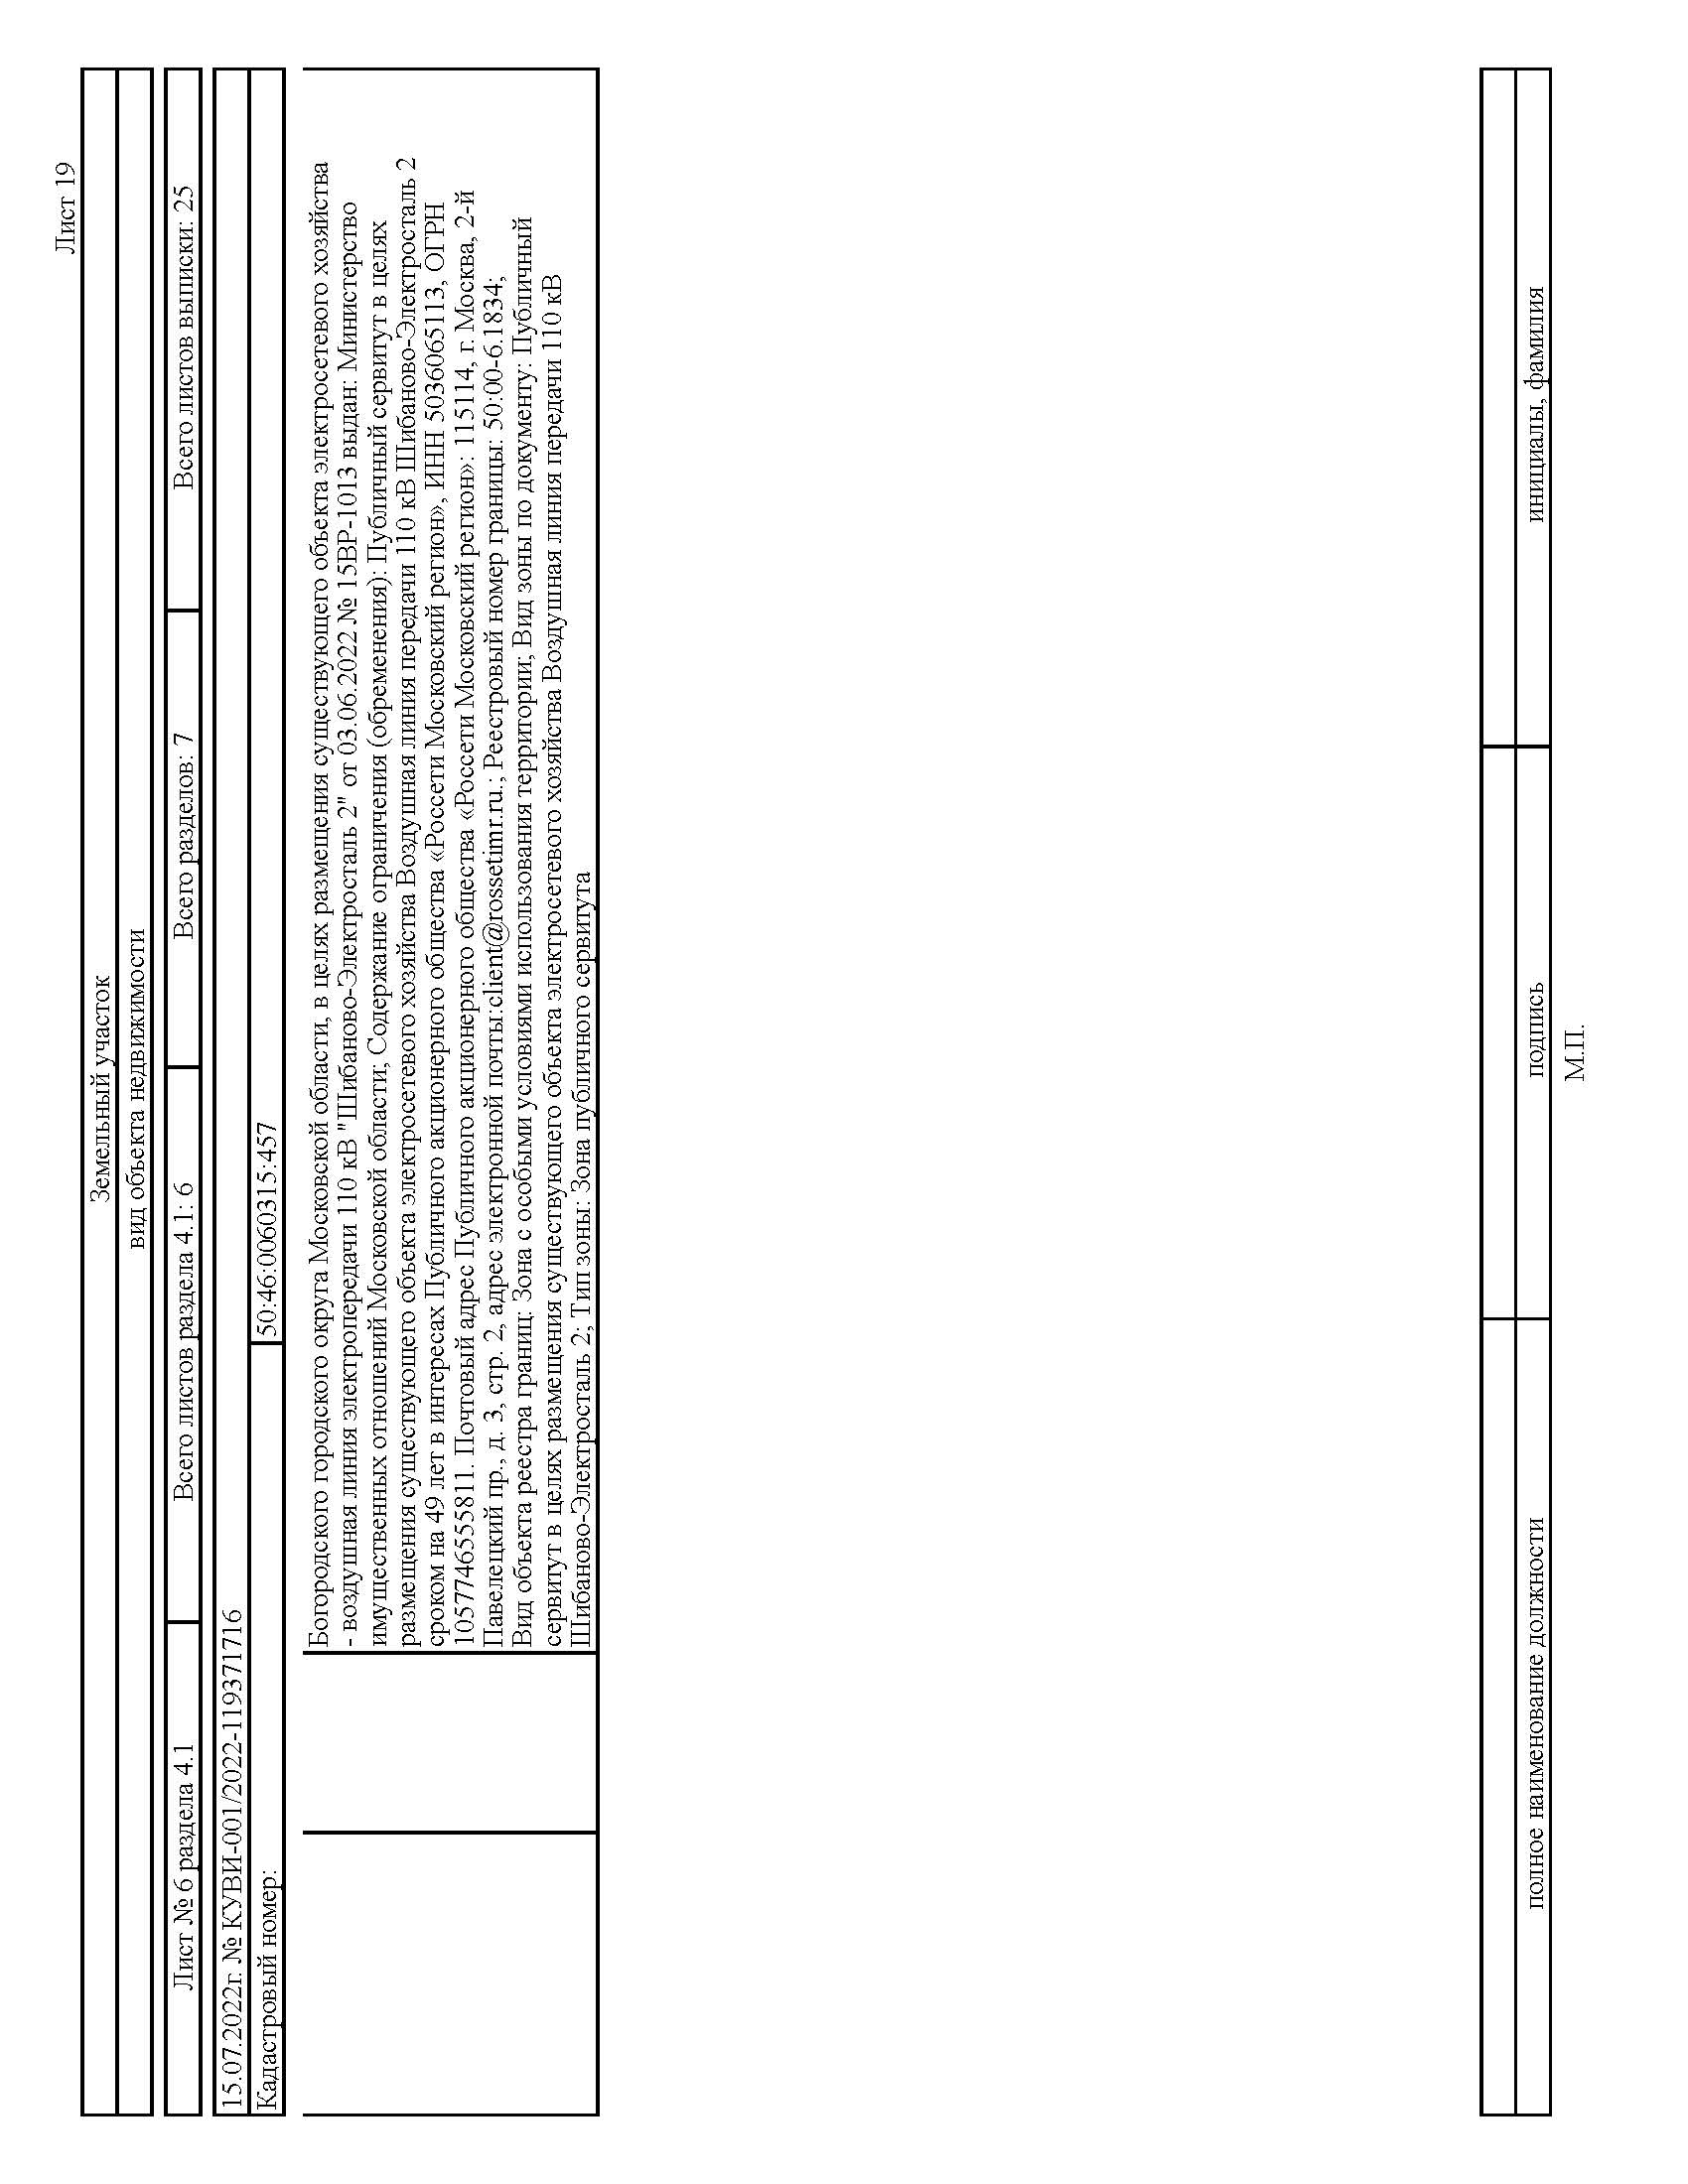 Лист 19
Земельный участок
вид объекта недвижимости
Лист № 6 раздела 4.1 Всего листов раздела 4.1: 6 Всего разделов: 7 Всего листов выписки: 25
15.07.2022г. № КУВИ-001/2022-119371716
Кадастровый номер: 50:46:0060315:457
Богородского городского округа Московской области, в целях размещения существующего объекта электросетевого хозяйства
- воздушная линия электропередачи 110 кВ "Шибаново-Электросталь 2" от 03.06.2022 № 15ВР-1013 выдан: Министерство
имущественных отношений Московской области; Содержание ограничения (обременения): Публичный сервитут в целях
размещения существующего объекта электросетевого хозяйства Воздушная линия передачи 110 кВ Шибаново-Электросталь 2
сроком на 49 лет в интересах Публичного акционерного общества «Россети Московский регион», ИНН 5036065113, ОГРН
1057746555811. Почтовый адрес Публичного акционерного общества «Россети Московский регион»: 115114, г. Москва, 2-й
Павелецкий пр., д. 3, стр. 2, адрес электронной почты:client@rossetimr.ru.; Реестровый номер границы: 50:00-6.1834;
Вид объекта реестра границ: Зона с особыми условиями использования территории; Вид зоны по документу: Публичный
сервитут в целях размещения существующего объекта электросетевого хозяйства Воздушная линия передачи 110 кВ
Шибаново-Электросталь 2; Тип зоны: Зона публичного сервитута
полное наименование должности подпись инициалы, фамилия
М.П.